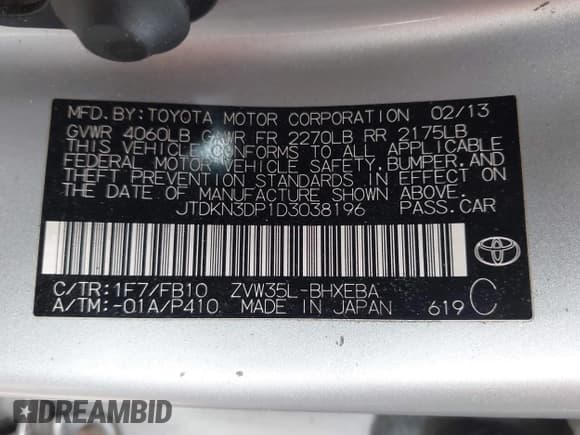 MFD. BY: TOYOTA MOTOR CORPORATION 02/13
GVWR 4060LB GAWR FR 2270LB RR 2175LB
THIS VEHICLE CONFORMS TO ALL APPLICABLE
FEDERAL MOTOR VEHICLE SAFETY, BUMPER, AND
THEFT PREVENTION STANDARDS IN EFFECT ON
THE DATE OF MANUFACTURE SHOWN ABOVE.
JTDKN3DP1D3038196 PASS. CAR
C/TR: 1F7/FB10 ZVW35L-BHXEBA
A/TM: -01A/P410 MADE IN JAPAN 619 C
DREAMBID